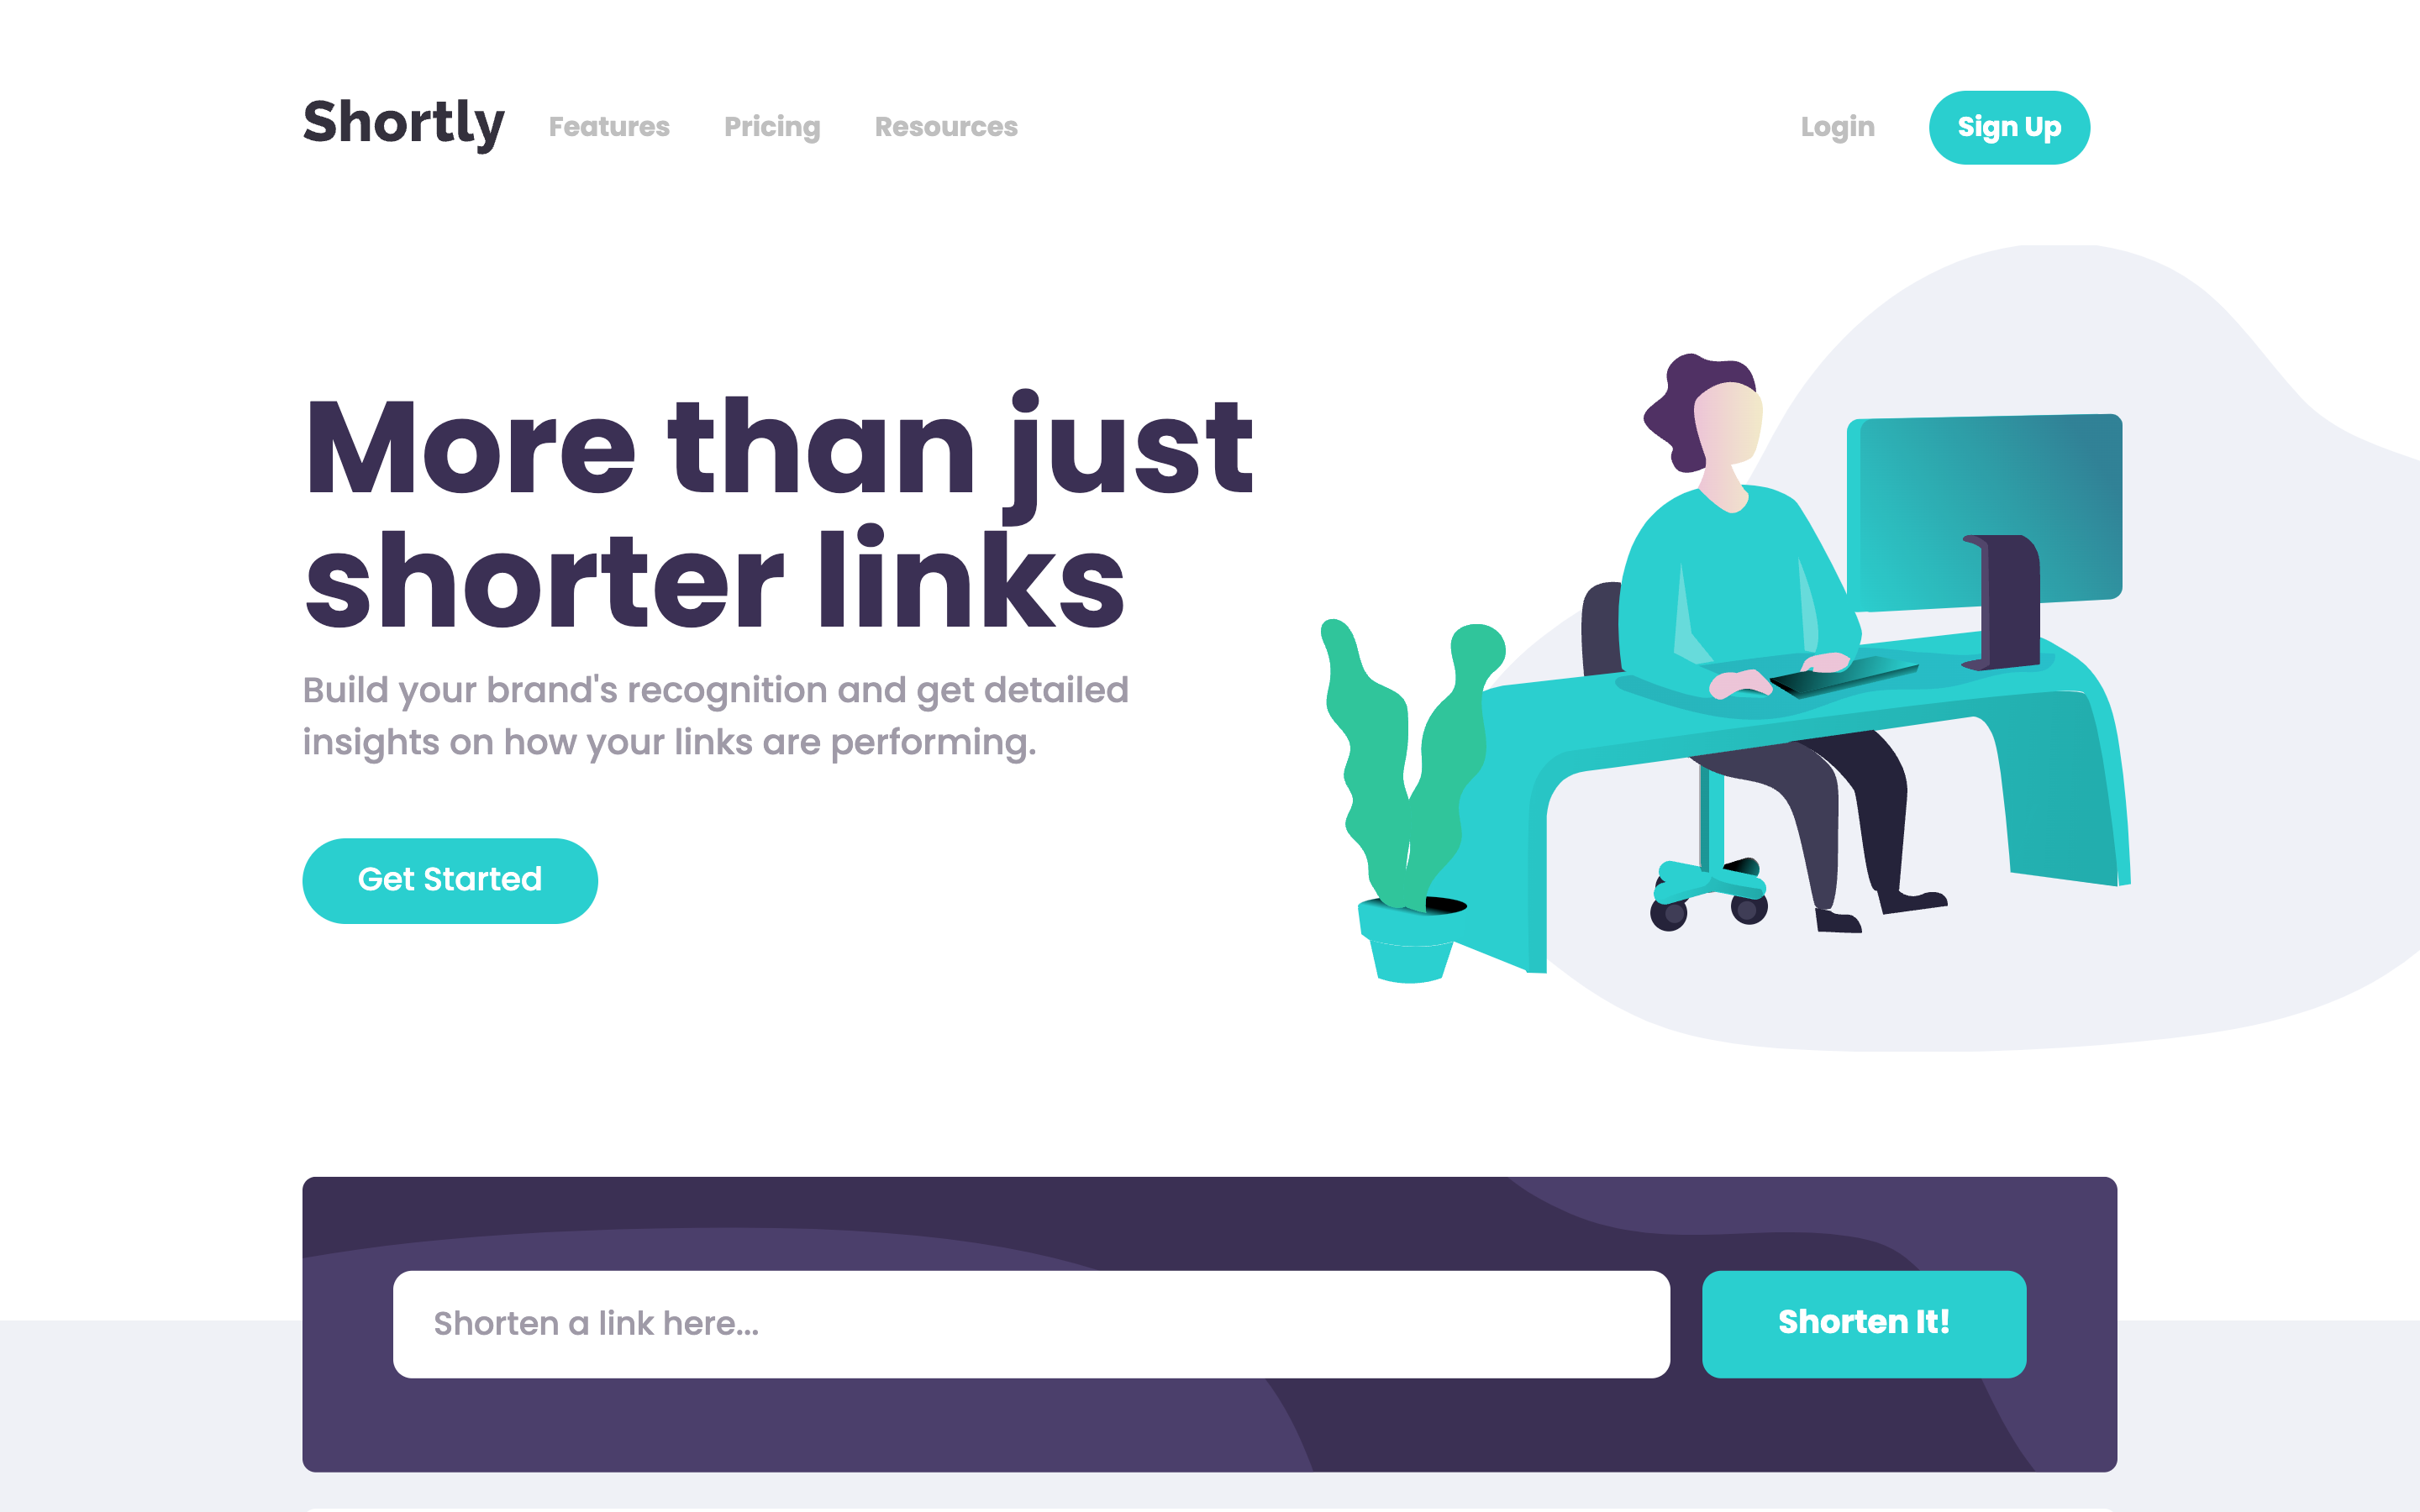 Shortly Features Pricing Resources Login Sign Up
More than just
shorter links
Build your brand's recognition and get detailed
insights on how your links are performing.
Get Started
Shorten a link here...
Shorten It!